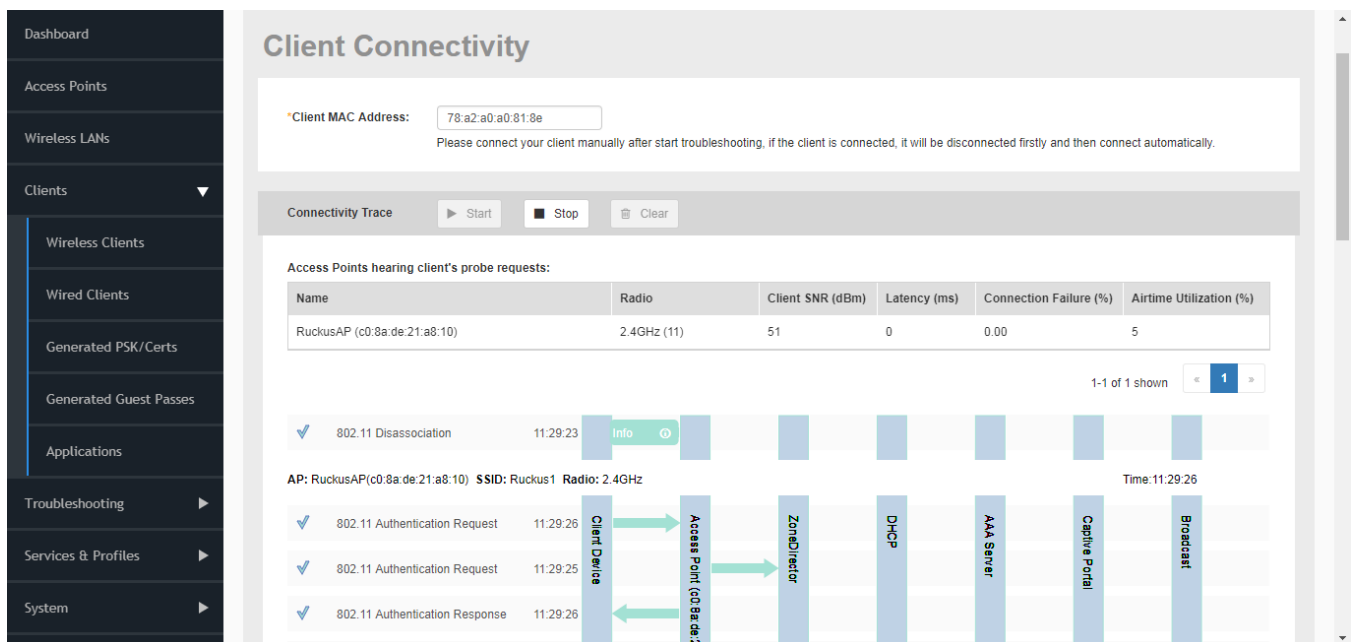 Dashboard
Access Points
Wireless LANs
Clients
Wireless Clients
Wired Clients
Generated PSK/Certs
Generated Guest Passes
Applications
Troubleshooting
Services & Profiles
System
Client Connectivity
*Client MAC Address: 78:a2:a0:a0:81:8e
Please connect your client manually after start troubleshooting, if the client is connected, it will be disconnected firstly and then connect automatically.
Connectivity Trace Start Stop Clear
Access Points hearing client's probe requests:
Name Radio Client SNR (dBm) Latency (ms) Connection Failure (%) Airtime Utilization (%)
RuckusAP (c0:8a:de:21:a8:10) 2.4GHz (11) 51 0 0.00 5
1-1 of 1 shown « 1 »
802.11 Disassociation 11:29:23 Info
AP: RuckusAP(c0:8a:de:21:a8:10) SSID: Ruckus1 Radio: 2.4GHz Time:11:29:26
802.11 Authentication Request 11:29:26
802.11 Authentication Request 11:29:25
802.11 Authentication Response 11:29:26
Client Device
Access Point (c0:8a:de:
ZoneDirector
DHCP
AAA Server
Captive Portal
Broadcast